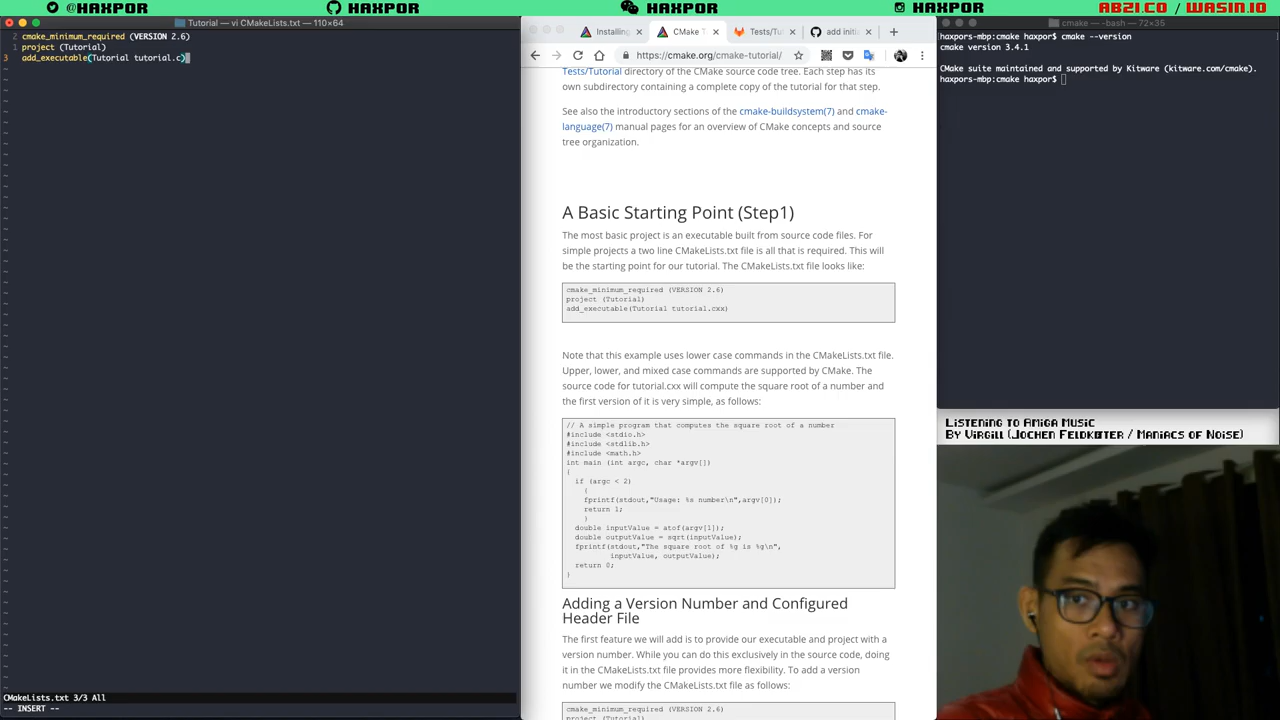 @HAXPOR
HAXPOR
HAXPOR
HAXPOR
ABZI.CO / WASIN.IO
Tutorial — vi CMakeLists.txt — 110×64
2 cmake_minimum_required (VERSION 2.6)
1 project (Tutorial)
3 add_executable(Tutorial tutorial.c)
CMakeLists.txt 3/3 All
-- INSERT --
Installing
CMake T
Tests/Tut
add initia
https://cmake.org/cmake-tutorial/
Tests/Tutorial directory of the CMake source code tree. Each step has its
own subdirectory containing a complete copy of the tutorial for that step.
See also the introductory sections of the cmake-buildsystem(7) and cmake-
language(7) manual pages for an overview of CMake concepts and source
tree organization.
A Basic Starting Point (Step1)
The most basic project is an executable built from source code files. For
simple projects a two line CMakeLists.txt file is all that is required. This will
be the starting point for our tutorial. The CMakeLists.txt file looks like:
cmake_minimum_required (VERSION 2.6)
project (Tutorial)
add_executable(Tutorial tutorial.cxx)
Note that this example uses lower case commands in the CMakeLists.txt file.
Upper, lower, and mixed case commands are supported by CMake. The
source code for tutorial.cxx will compute the square root of a number and
the first version of it is very simple, as follows:
// A simple program that computes the square root of a number
#include <stdio.h>
#include <stdlib.h>
#include <math.h>
int main (int argc, char *argv[])
{
if (argc < 2)
{
fprintf(stdout,"Usage: %s number\n",argv[0]);
return 1;
}
double inputValue = atof(argv[1]);
double outputValue = sqrt(inputValue);
fprintf(stdout,"The square root of %g is %g\n",
inputValue, outputValue);
return 0;
}
Adding a Version Number and Configured
Header File
The first feature we will add is to provide our executable and project with a
version number. While you can do this exclusively in the source code, doing
it in the CMakeLists.txt file provides more flexibility. To add a version
number we modify the CMakeLists.txt file as follows:
cmake_minimum_required (VERSION 2.6)
project (Tutorial)
cmake — -bash — 72×35
haxpors-mbp:cmake haxpor$ cmake --version
cmake version 3.4.1
CMake suite maintained and supported by Kitware (kitware.com/cmake).
haxpors-mbp:cmake haxpor$
Listening to Amiga Music
By Virgill (Jochen Feldkötter / Maniacs of Noise)